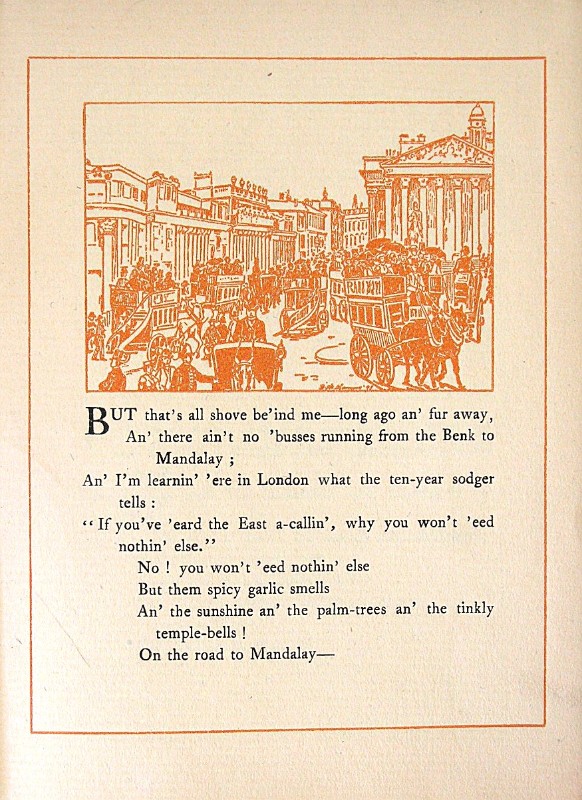 BUT that's all shove be'ind me—long ago an' fur away,
An' there ain't no 'busses running from the Benk to
Mandalay ;
An' I'm learnin' 'ere in London what the ten-year sodger
tells :
“ If you've 'eard the East a-callin', why you won't 'eed
nothin' else.”
No ! you won't 'eed nothin' else
But them spicy garlic smells
An' the sunshine an' the palm-trees an' the tinkly
temple-bells !
On the road to Mandalay—